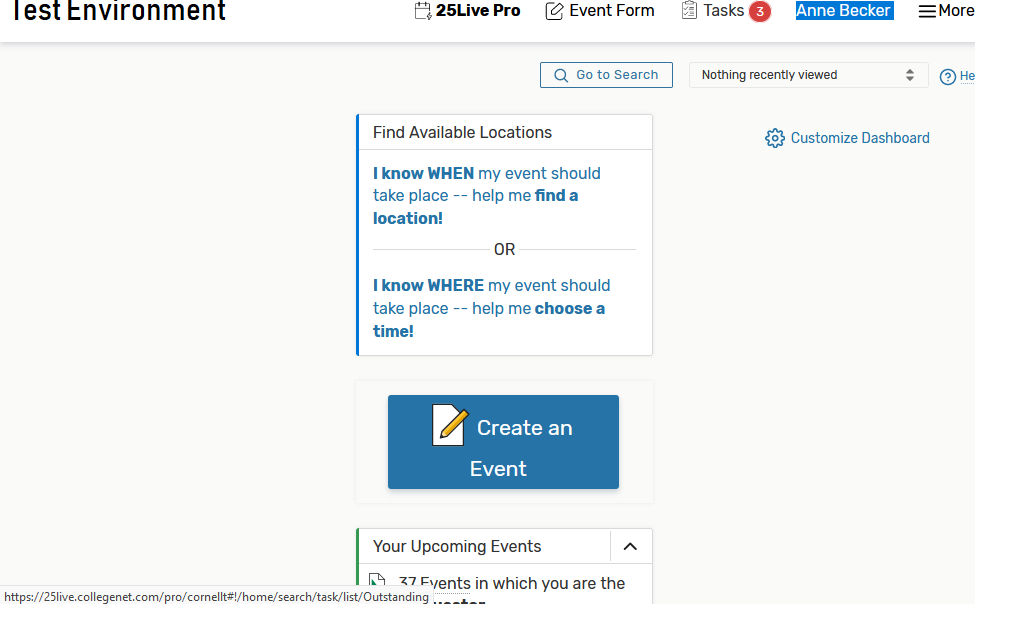 Test Environment
25Live Pro
Event Form
Tasks 3
Anne Becker
More
Go to Search
Nothing recently viewed
He
Find Available Locations
Customize Dashboard
I know WHEN my event should
take place -- help me find a
location!
OR
I know WHERE my event should
take place -- help me choose a
time!
Create an
Event
Your Upcoming Events
37 Events in which you are the
https://25live.collegenet.com/pro/cornellt#!/home/search/task/list/Outstanding